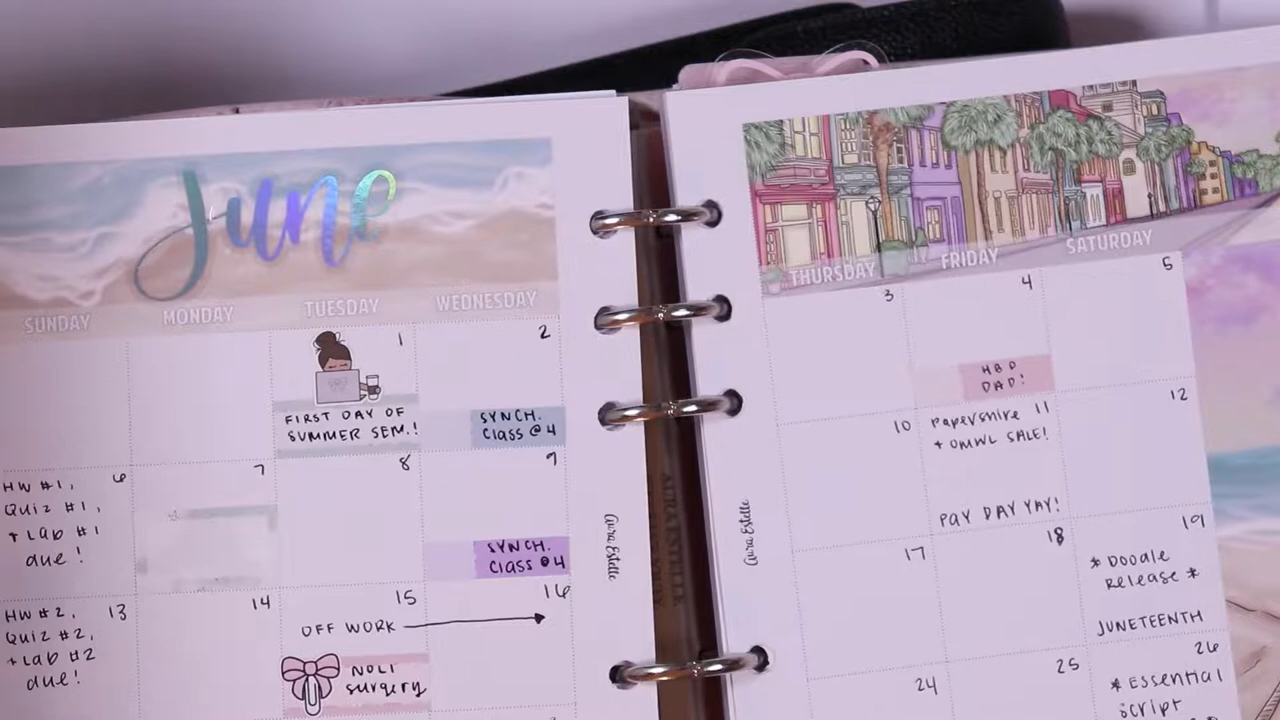 June
SUNDAY
MONDAY
TUESDAY
WEDNESDAY
THURSDAY
FRIDAY
SATURDAY
1
FIRST DAY OF
SUMMER SEM.!
2
SYNCH.
Class @ 4
3
4
HBD
DAD!
5
6
HW #1,
Quiz #1,
+ Lab #1
due!
7
8
9
SYNCH.
Class @ 4
10
11
Papershire
+ OMWL SALE!
PAY DAY YAY!
12
13
HW #2,
Quiz #2,
+ Lab #2
due!
14
15
OFF WORK
NOLI
surgery
16
17
18
19
* Doodle
Release *
JUNETEENTH
24
25
26
* Essential
Script
Aura Estelle
Aura Estelle
AURA ESTELLE